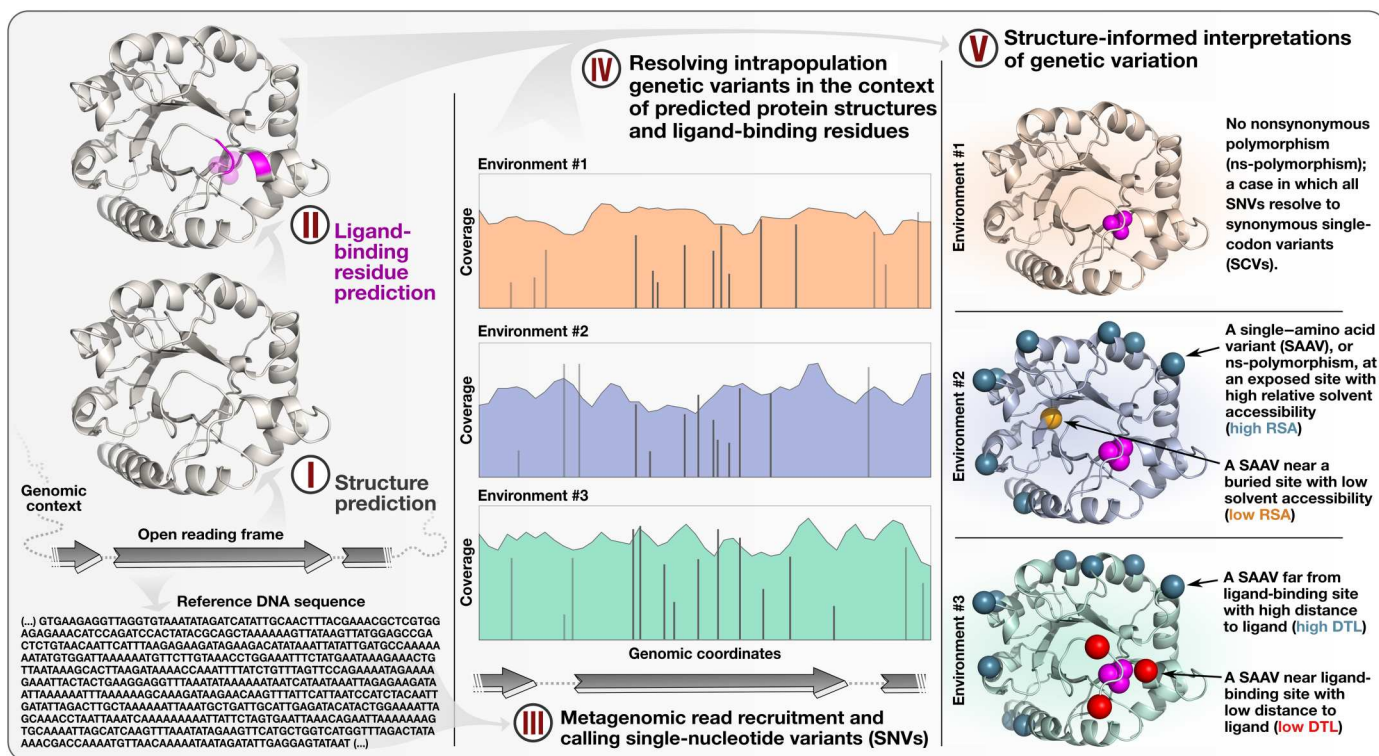 II
Ligand-
binding
residue
prediction
I
Structure
prediction
Genomic
context
Open reading frame
Reference DNA sequence
(...) GTGAAGAGGTTAGGTGTAAATATAGATCATATTGCAACTTTACGAAACGCTCGTGG
AGAGAAACATCCAGATCCACTATACGCAGCTAAAAAAGTTATAAGTTATGGAGCCGA
CTCTGTAACAATTCATTTAAGAGAAGATAGAAGACATATAAATTATATTGATGCCAAAAA
AATATGTGGATTAAAAAATGTTCTTGTAAACCTGGAAATTTCTATGAATAAAGAAACTG
TTAATAAAGCACTTAAGATAAAACCAAATTTTATCTGTTTAGTTCCAGAAAATAGAAAA
GAAATTACTACTGAAGGAGGTTTAAATATAAAAAATAATCATAATAAATTAGAGAAGATA
ATTAAAAAATTTAAAAAAGCAAAGATAAGAACAAGTTTATTCATTAATCCATCTACAATT
GATATTAGACTTGCTAAAAAATTAAATGCTGATTGCATTGAGATACATACTGGAAAATTA
GCAAACCTAATTAAATCAAAAAAAAATTATTCTAGTGAATTAAACAGAATTAAAAAAAG
TGCAAAATTAGCATCAAGTTTAAATATAGAAGTTCATGCTGGTCATGGTTTAGACTATA
AAACGACCAAAATGTTAACAAAAATAATAGATATTGAGGAGTATAAT (...)
IV
Resolving intrapopulation
genetic variants in the context
of predicted protein structures
and ligand-binding residues
Environment #1
Coverage
Environment #2
Coverage
Environment #3
Coverage
Genomic coordinates
III
Metagenomic read recruitment and
calling single-nucleotide variants (SNVs)
V
Structure-informed interpretations
of genetic variation
Environment #1
No nonsynonymous
polymorphism
(ns-polymorphism);
a case in which all
SNVs resolve to
synonymous single-
codon variants
(SCVs).
Environment #2
A single–amino acid
variant (SAAV), or
ns-polymorphism, at
an exposed site with
high relative solvent
accessibility
(high RSA)
A SAAV near a
buried site with low
solvent accessibility
(low RSA)
Environment #3
A SAAV far from
ligand-binding site
with high distance
to ligand (high DTL)
A SAAV near ligand-
binding site with
low distance to
ligand (low DTL)